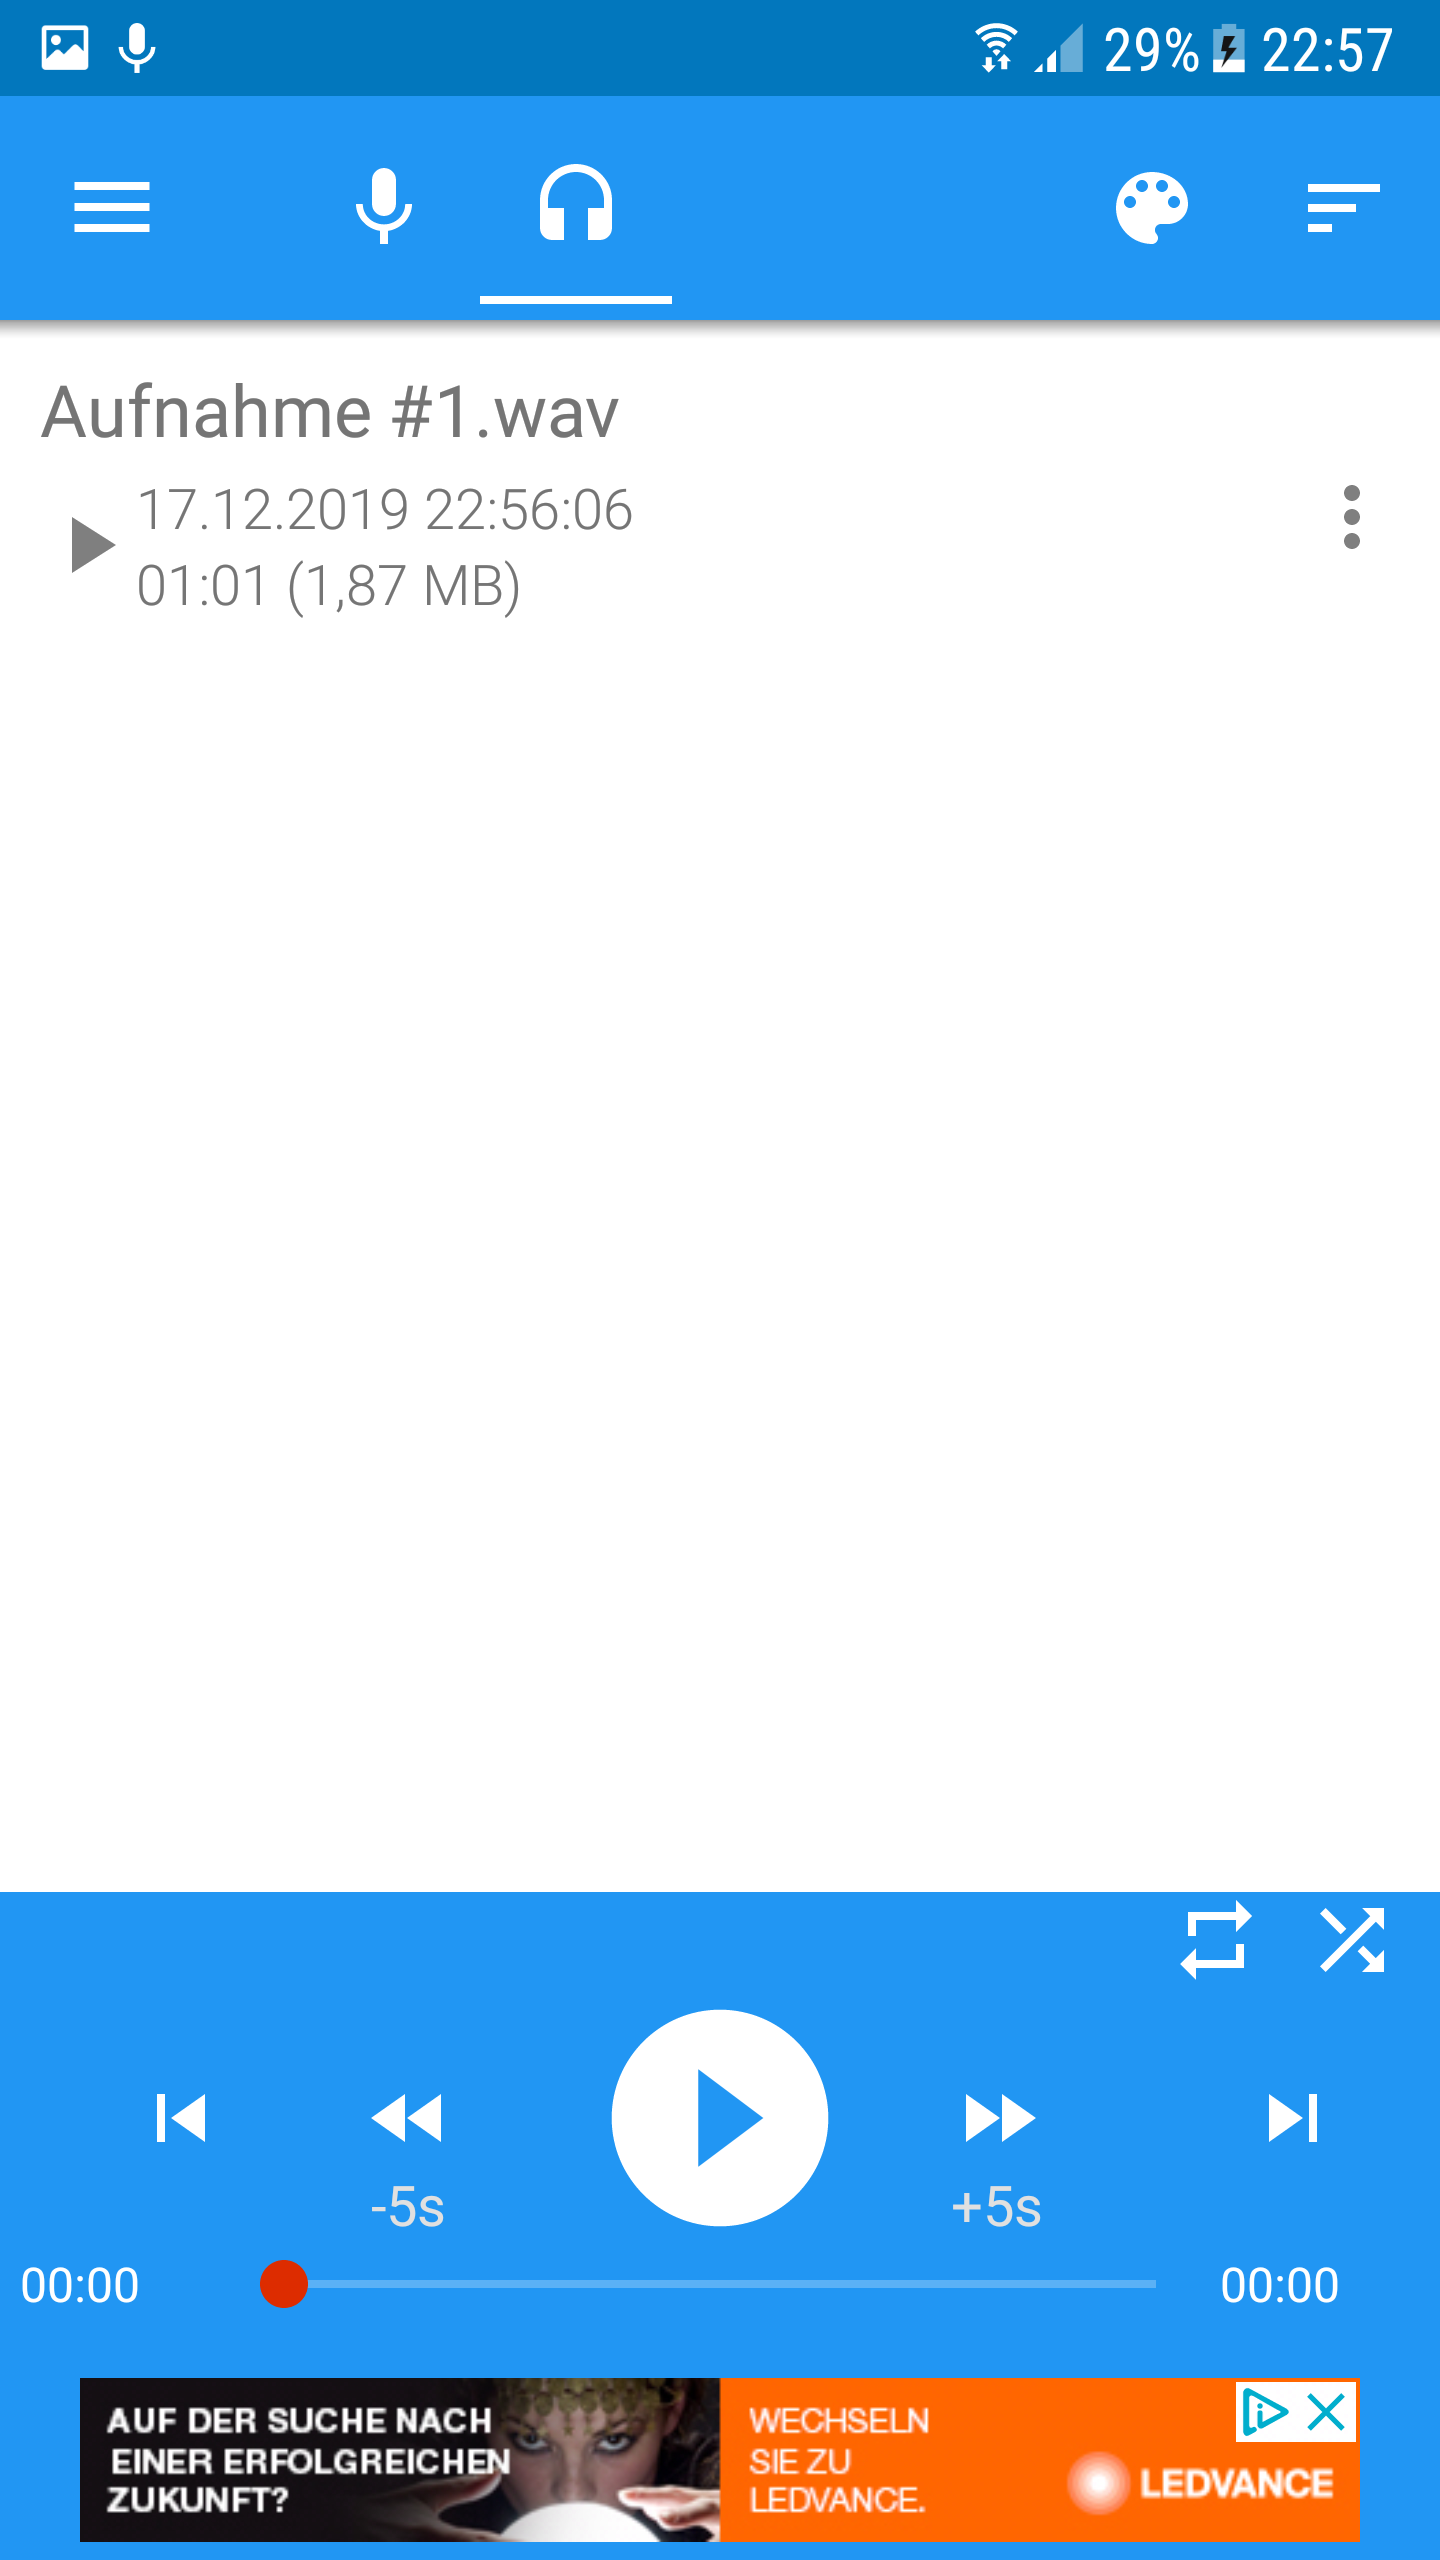 29% 22:57
Aufnahme #1.wav
17.12.2019 22:56:06
01:01 (1,87 MB)
-5s +5s
00:00 00:00
AUF DER SUCHE NACH
EINER ERFOLGREICHEN
ZUKUNFT?
WECHSELN
SIE ZU
LEDVANCE.
LEDVANCE